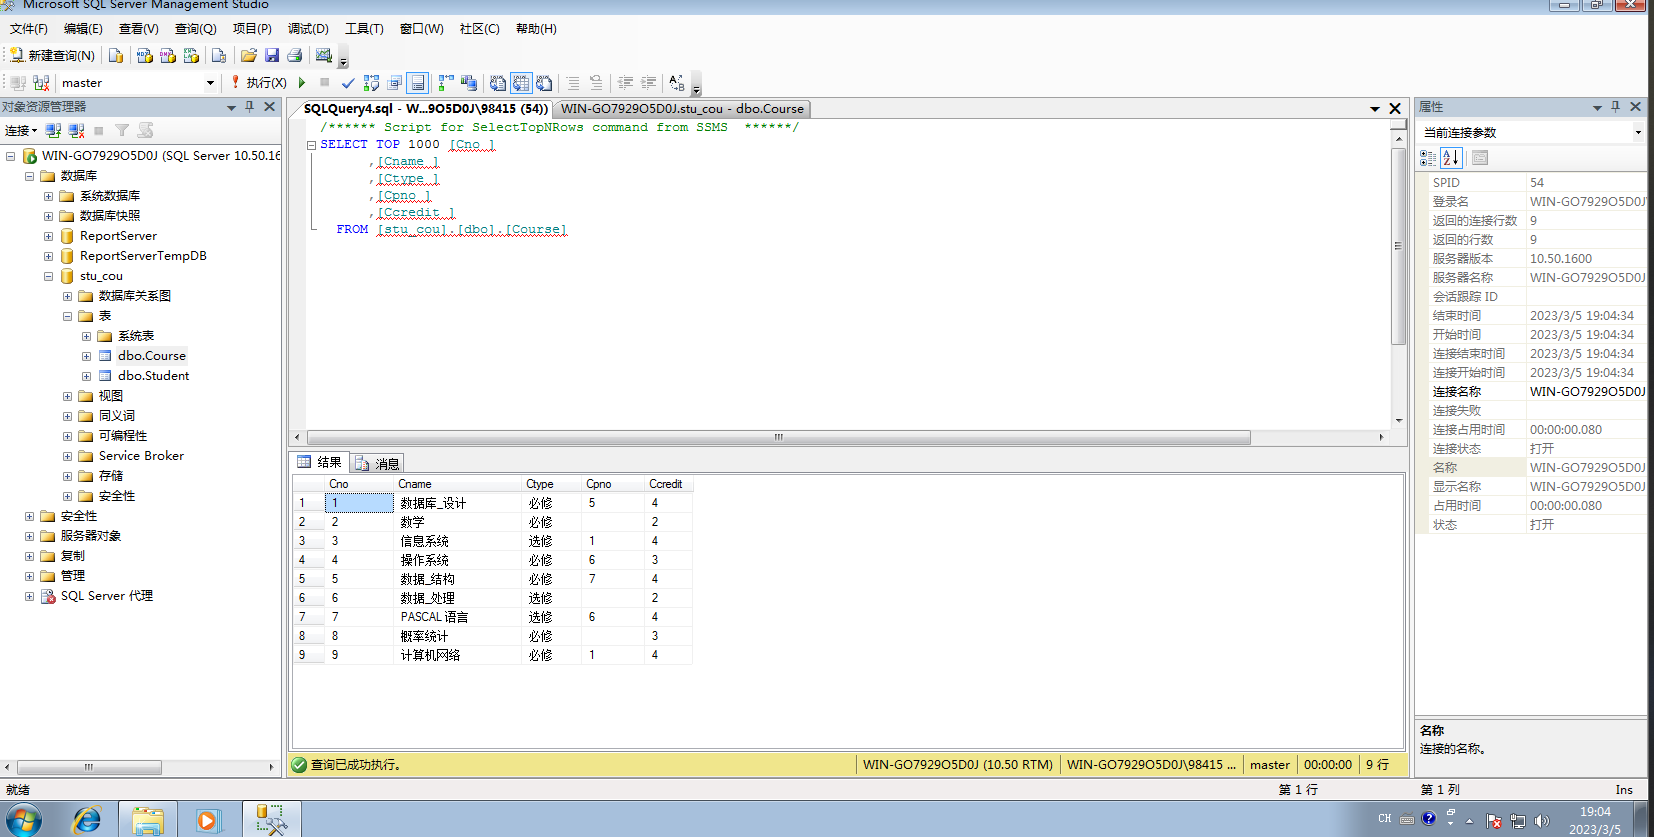 Microsoft SQL Server Management Studio
文件(F) 编辑(E) 查看(V) 查询(Q) 项目(P) 调试(D) 工具(T) 窗口(W) 社区(C) 帮助(H)
新建查询(N)
master 执行(X)
对象资源管理器
连接
WIN-GO7929O5D0J (SQL Server 10.50.16
数据库
系统数据库
数据库快照
ReportServer
ReportServerTempDB
stu_cou
数据库关系图
表
系统表
dbo.Course
dbo.Student
视图
同义词
可编程性
Service Broker
存储
安全性
安全性
服务器对象
复制
管理
SQL Server 代理
SQLQuery4.sql - W...9O5D0J\98415 (54)) WIN-GO7929O5D0J.stu_cou - dbo.Course
/****** Script for SelectTopNRows command from SSMS  ******/
SELECT TOP 1000 [Cno ]
,[Cname ]
,[Ctype ]
,[Cpno ]
,[Ccredit ]
FROM [stu_cou].[dbo].[Course]
结果 消息
Cno Cname Ctype Cpno Ccredit
1 1 数据库_设计 必修 5 4
2 2 数学 必修 2
3 3 信息系统 选修 1 4
4 4 操作系统 必修 6 3
5 5 数据_结构 必修 7 4
6 6 数据_处理 选修 2
7 7 PASCAL语言 选修 6 4
8 8 概率统计 必修 3
9 9 计算机网络 必修 1 4
查询已成功执行。 WIN-GO7929O5D0J (10.50 RTM) WIN-GO7929O5D0J\98415 ... master 00:00:00 9 行
属性
当前连接参数
SPID 54
登录名 WIN-GO7929O5D0J
返回的连接行数 9
返回的行数 9
服务器版本 10.50.1600
服务器名称 WIN-GO7929O5D0J
会话跟踪 ID
结束时间 2023/3/5 19:04:34
开始时间 2023/3/5 19:04:34
连接结束时间 2023/3/5 19:04:34
连接开始时间 2023/3/5 19:04:34
连接名称 WIN-GO7929O5D0J
连接失败
连接占用时间 00:00:00.080
连接状态 打开
名称 WIN-GO7929O5D0J
显示名称 WIN-GO7929O5D0J
占用时间 00:00:00.080
状态 打开
名称
连接的名称。
就绪 第 1 行 第 1 列 Ins
CH 19:04
2023/3/5